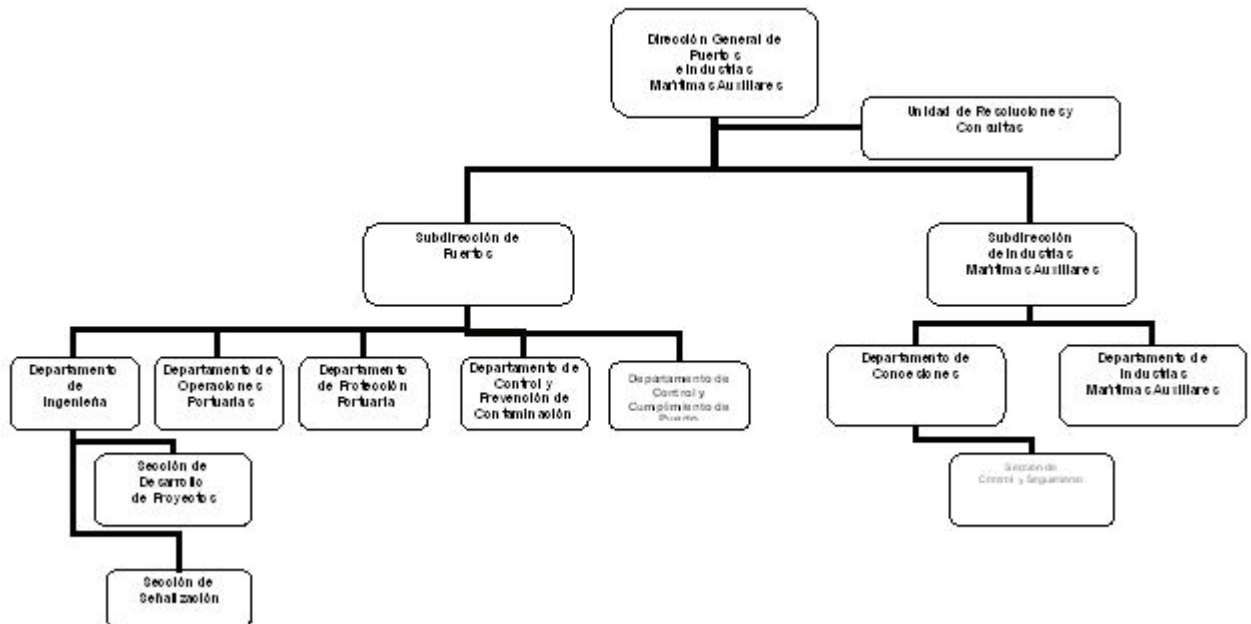 Dirección General de
Puertos
e Industrias
Marítimas Auxiliares
Unidad de Resoluciones y
Consultas
Subdirección de
Puertos
Subdirección
de Industrias
Marítimas Auxiliares
Departamento
de
Ingeniería
Departamento de
Operaciones
Portuarias
Departamento
de Protección
Portuaria
Departamento de
Control y
Prevención de
Contaminación
Departamento de
Control y
Cumplimiento de
Puerto
Departamento de
Concesiones
Departamento de
Industrias
Marítimas Auxiliares
Sección de
Desarrollo
de Proyectos
Sección de
Control y Seguimiento
Sección de
Señalización